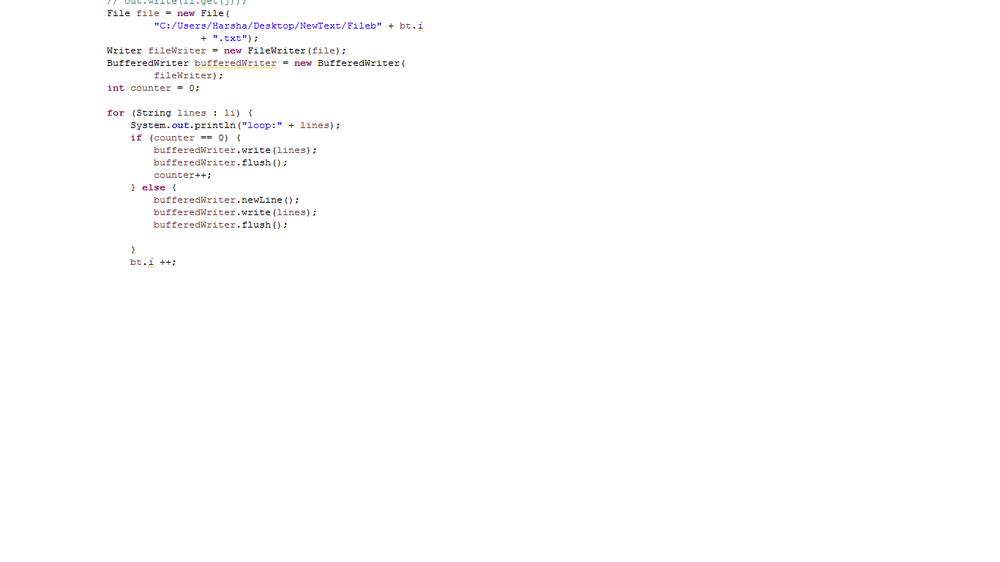 // out.write(li.get(j));
File file = new File(
"C:/Users/Harsha/Desktop/NewText/Fileb" + bt.i
+ ".txt");
Writer fileWriter = new FileWriter(file);
BufferedWriter bufferedWriter = new BufferedWriter(
fileWriter);
int counter = 0;
for (String lines : li) {
System.out.println("loop:" + lines);
if (counter == 0) {
bufferedWriter.write(lines);
bufferedWriter.flush();
counter++;
} else {
bufferedWriter.newLine();
bufferedWriter.write(lines);
bufferedWriter.flush();
}
bt.i ++;